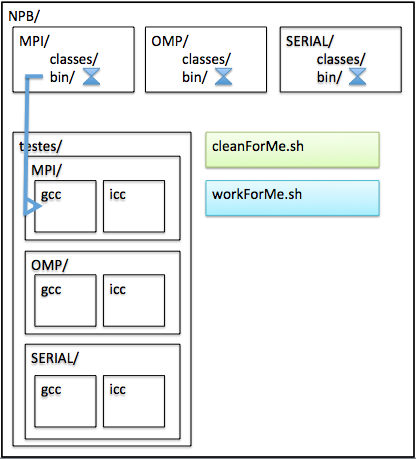 NPB/
MPI/
classes/
bin/
OMP/
classes/
bin/
SERIAL/
classes/
bin/
testes/
MPI/
gcc
icc
OMP/
gcc
icc
SERIAL/
gcc
icc
cleanForMe.sh
workForMe.sh